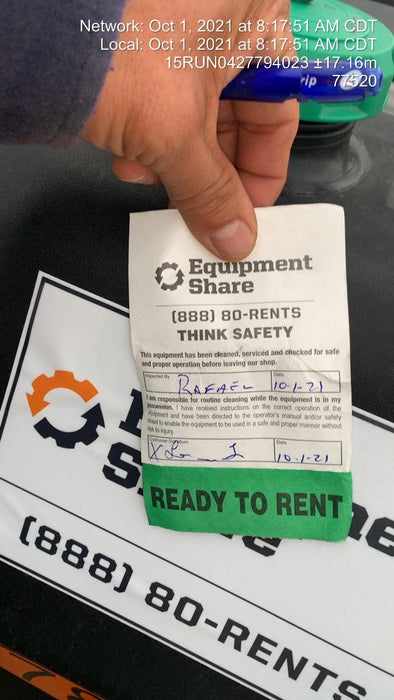 Network: Oct 1, 2021 at 8:17:51 AM CDT
Local: Oct 1, 2021 at 8:17:51 AM CDT
15RUN0427794023 ±17.16m
77520
Equipment
Share
(888) 80-RENTS
THINK SAFETY
This equipment has been cleaned, serviced and checked for safe
and proper operation before leaving our shop.
Inspected By Date
RAFAEL 10-1-21
I am responsible for routine cleaning while the equipment is in my
possession. I have received instructions on the correct operation of the
equipment and have been directed to the operator's manual and/or safety
sheet to enable the equipment to be used in a safe and proper manner without
risk to injury.
Customer Signature Date
X 10-1-21
READY TO RENT
(888) 80-RENTS